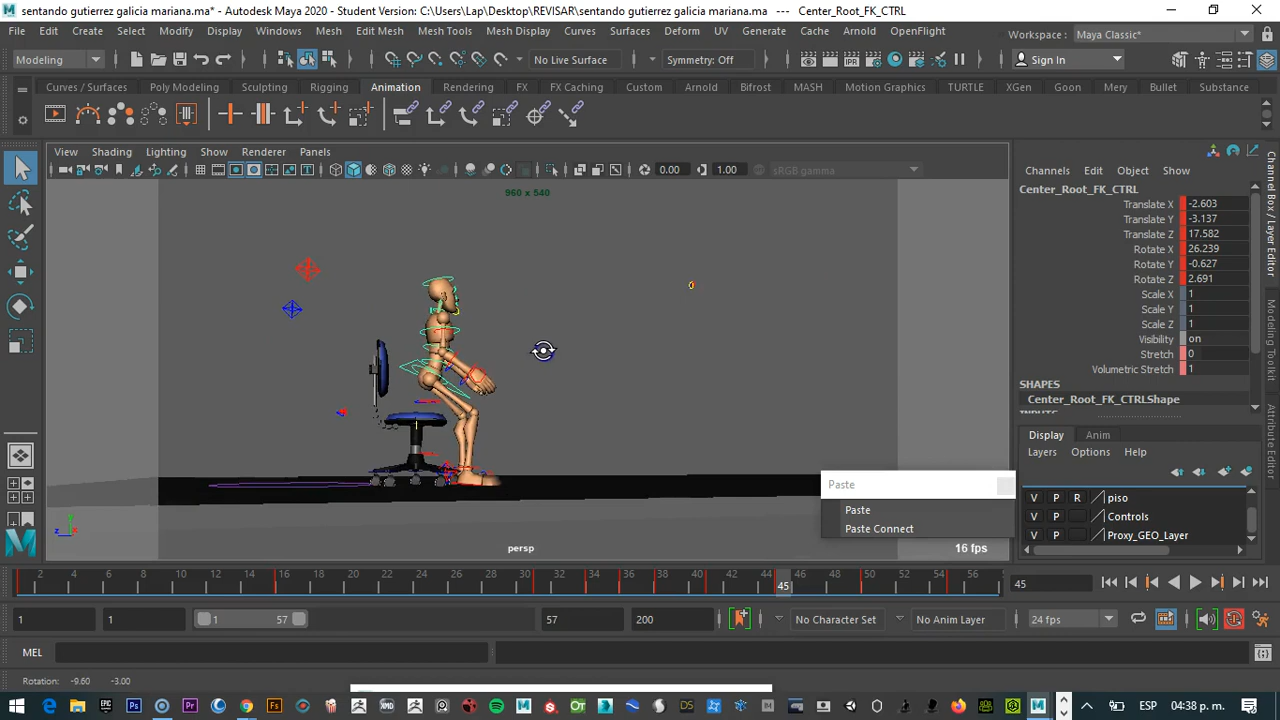 sentando gutierrez galicia mariana.ma* - Autodesk Maya 2020 - Student Version: C:\Users\Lap\Desktop\REVISAR\sentando gutierrez galicia mariana.ma --- Center_Root_FK_CTRL
File Edit Create Select Modify Display Windows Mesh Edit Mesh Mesh Tools Mesh Display Curves Surfaces Deform UV Generate Cache Arnold OpenFlight Workspace : Maya Classic*
Modeling No Live Surface Symmetry: Off Sign In
Curves / Surfaces Poly Modeling Sculpting Rigging Animation Rendering FX FX Caching Custom Arnold Bifrost MASH Motion Graphics TURTLE XGen Goon Mery Bullet Substance
View Shading Lighting Show Renderer Panels
0.00 1.00 sRGB gamma
960 x 540
persp
16 fps
Channels Edit Object Show
Center_Root_FK_CTRL
Translate X -2.603
Translate Y -3.137
Translate Z 17.582
Rotate X 26.239
Rotate Y -0.627
Rotate Z 2.691
Scale X 1
Scale Y 1
Scale Z 1
Visibility on
Stretch 0
Volumetric Stretch 1
SHAPES
Center_Root_FK_CTRLShape
Display Anim
Layers Options Help
V P R piso
V P Controls
V P Proxy_GEO_Layer
Channel Box / Layer Editor
Modeling Toolkit
Attribute Editor
Paste
Paste
Paste Connect
2 4 6 8 10 12 14 16 18 20 22 24 26 28 30 32 34 36 38 40 42 44 45 46 48 50 52 54 56 45
1 1 1 57 57 200 No Character Set No Anim Layer 24 fps
MEL
Rotation: -9.60 -3.00
ESP 04:38 p. m.